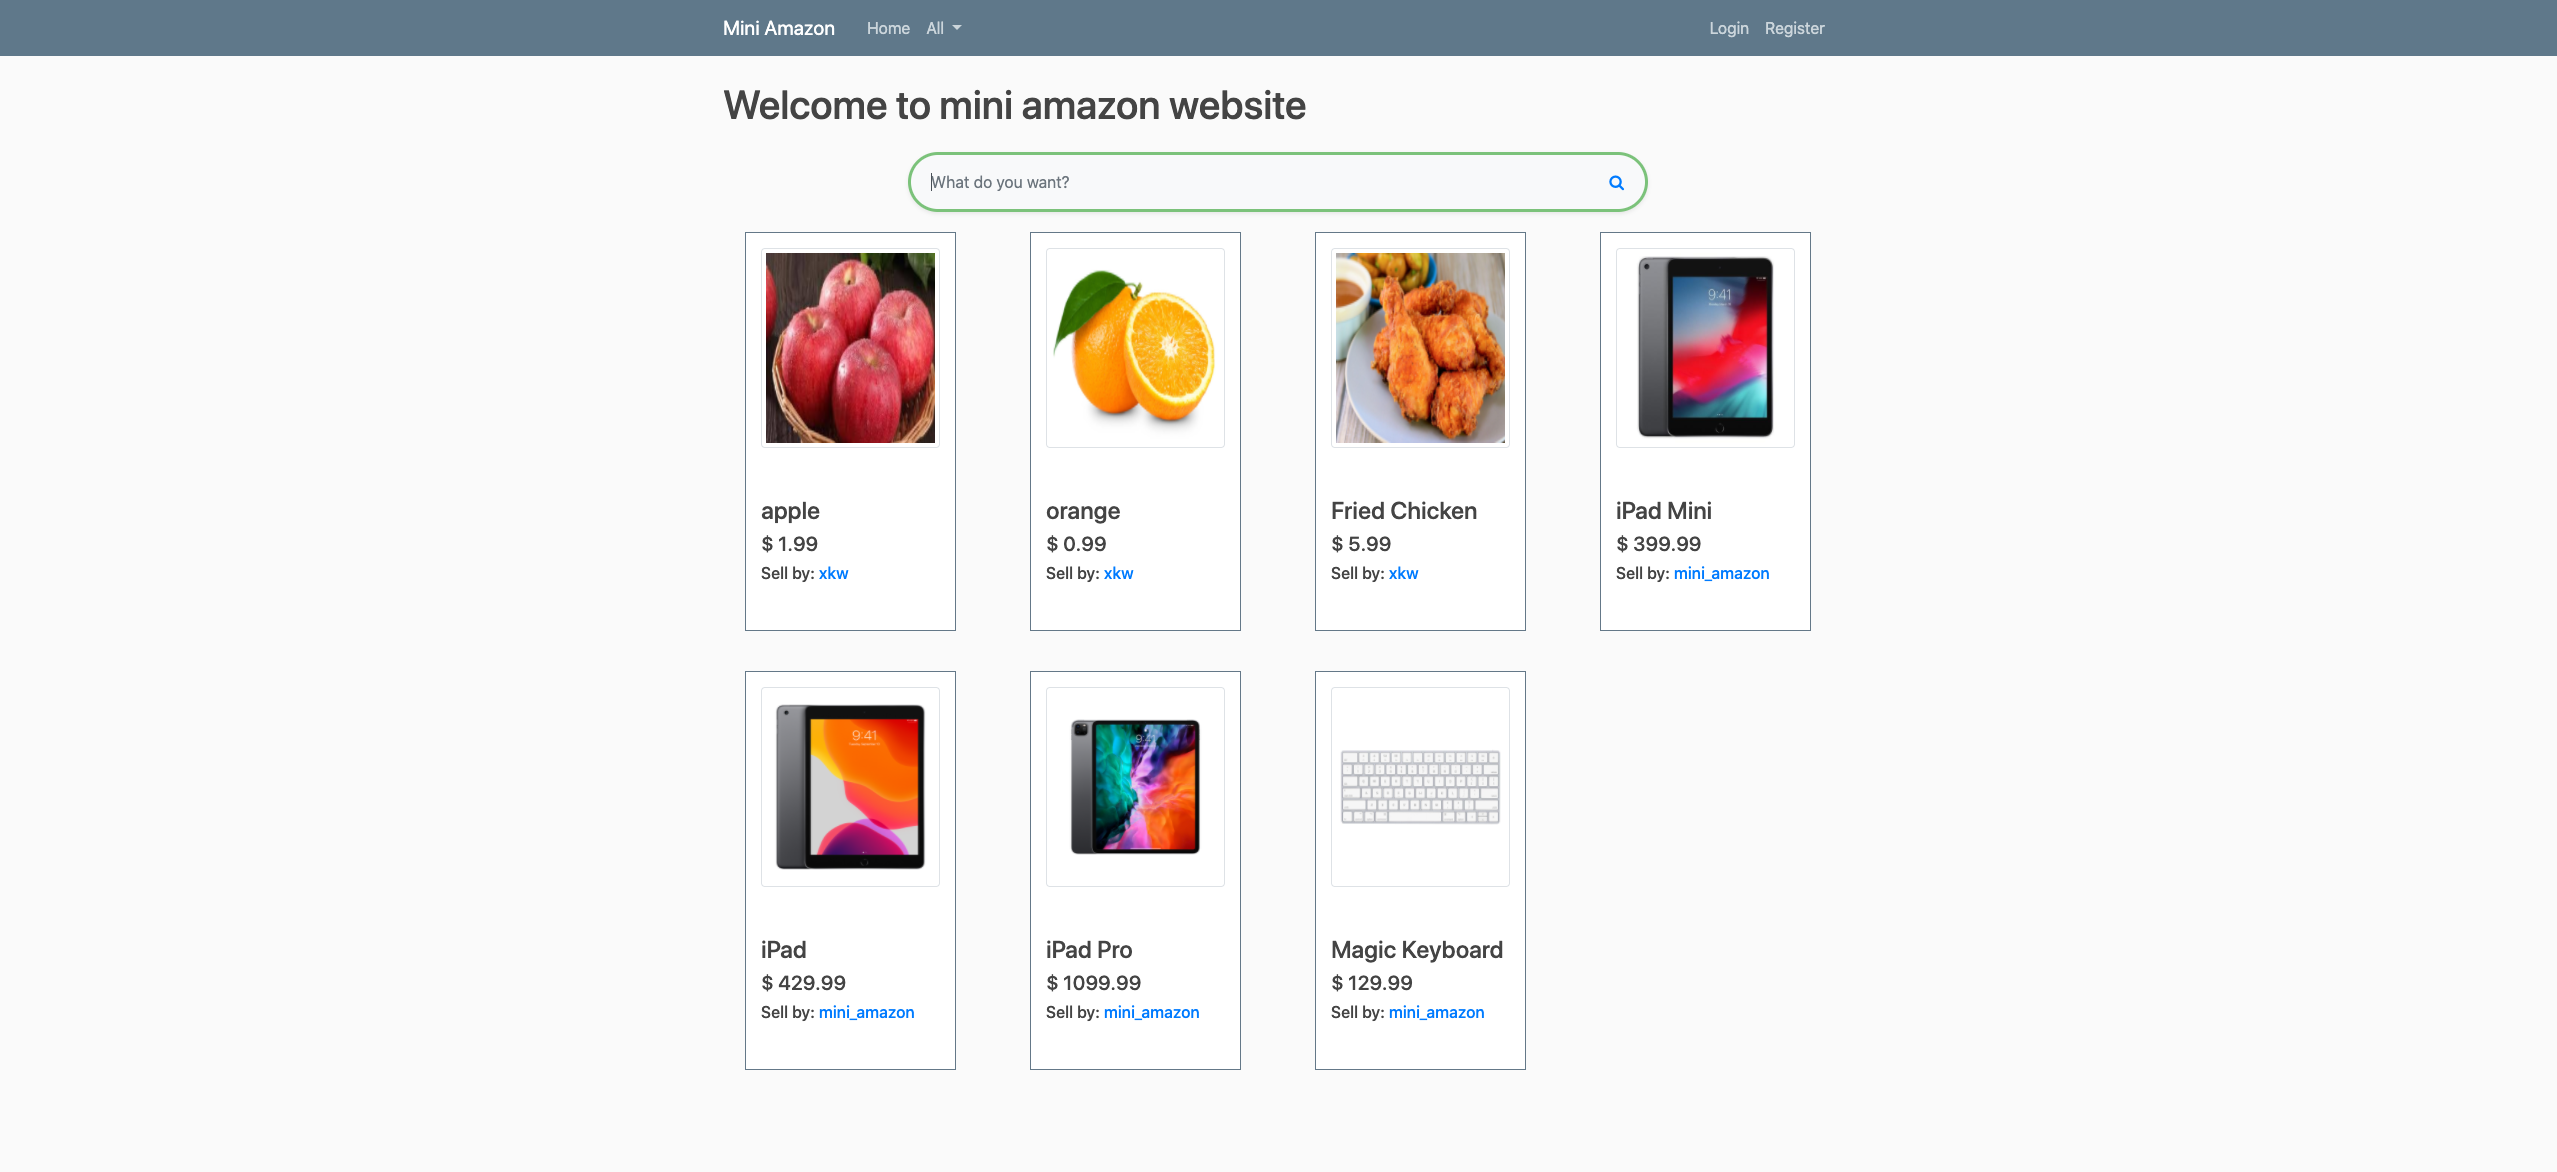 Mini Amazon Home All Login Register
Welcome to mini amazon website
What do you want?
apple
$ 1.99
Sell by: xkw
orange
$ 0.99
Sell by: xkw
Fried Chicken
$ 5.99
Sell by: xkw
9:41
iPad Mini
$ 399.99
Sell by: mini_amazon
9:41
iPad
$ 429.99
Sell by: mini_amazon
9:41
iPad Pro
$ 1099.99
Sell by: mini_amazon
Magic Keyboard
$ 129.99
Sell by: mini_amazon